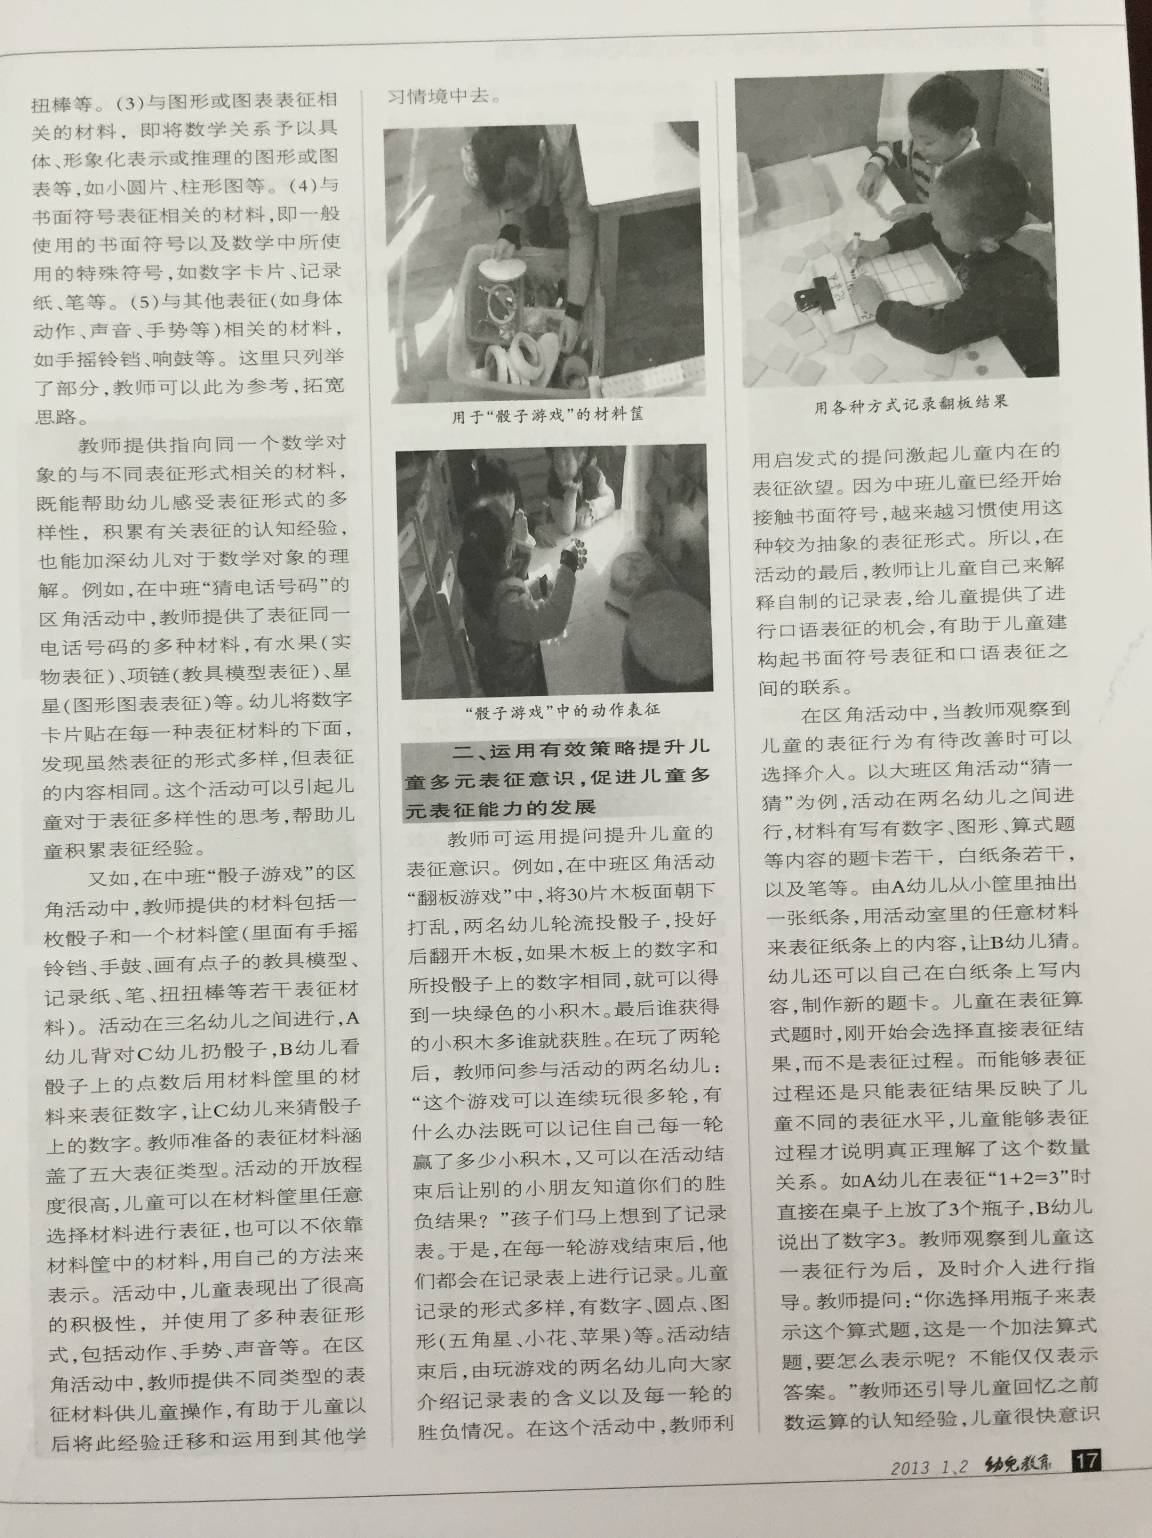 扭棒等。(3)与图形或图表表征相
关的材料，即将数学关系予以具
体、形象化表示或推理的图形或图
表等,如小圆片、柱形图等。(4)与
书面符号表征相关的材料,即一般
使用的书面符号以及数学中所使
用的特殊符号,如数字卡片、记录
纸、笔等。(5)与其他表征(如身体
动作、声音、手势等)相关的材料，
如手摇铃铛、响鼓等。这里只列举
了部分,教师可以此为参考,拓宽
思路。
教师提供指向同一个数学对
象的与不同表征形式相关的材料，
既能帮助幼儿感受表征形式的多
样性，积累有关表征的认知经验，
也能加深幼儿对于数学对象的理
解。例如,在中班“猜电话号码”的
区角活动中,教师提供了表征同一
电话号码的多种材料,有水果(实
物表征)、项链(教具模型表征)、星
星(图形图表表征)等。幼儿将数字
卡片贴在每一种表征材料的下面，
发现虽然表征的形式多样,但表征
的内容相同。这个活动可以引起儿
童对于表征多样性的思考,帮助儿
童积累表征经验。
又如,在中班“骰子游戏”的区
角活动中,教师提供的材料包括一
枚骰子和一个材料筐(里面有手摇
铃铛、手鼓、画有点子的教具模型、
记录纸、笔、扭扭棒等若干表征材
料)。活动在三名幼儿之间进行,A
幼儿背对C幼儿扔骰子,B幼儿看
骰子上的点数后用材料筐里的材
料来表征数字,让C幼儿来猜骰子
上的数字。教师准备的表征材料涵
盖了五大表征类型。活动的开放程
度很高,儿童可以在材料筐里任意
选择材料进行表征,也可以不依靠
材料筐中的材料,用自己的方法来
表示。活动中,儿童表现出了很高
的积极性，并使用了多种表征形
式,包括动作、手势、声音等。在区
角活动中,教师提供不同类型的表
征材料供儿童操作,有助于儿童以
后将此经验迁移和运用到其他学
习情境中去。
用于“骰子游戏”的材料筐
“骰子游戏”中的动作表征
二、运用有效策略提升儿
童多元表征意识,促进儿童多
元表征能力的发展
教师可运用提问提升儿童的
表征意识。例如,在中班区角活动
“翻板游戏”中,将30片木板面朝下
打乱,两名幼儿轮流投骰子,投好
后翻开木板,如果木板上的数字和
所投骰子上的数字相同,就可以得
到一块绿色的小积木。最后谁获得
的小积木多谁就获胜。在玩了两轮
后，教师问参与活动的两名幼儿：
“这个游戏可以连续玩很多轮,有
什么办法既可以记住自己每一轮
赢了多少小积木,又可以在活动结
束后让别的小朋友知道你们的胜
负结果？”孩子们马上想到了记录
表。于是,在每一轮游戏结束后,他
们都会在记录表上进行记录。儿童
记录的形式多样,有数字、圆点、图
形(五角星、小花、苹果)等。活动结
束后,由玩游戏的两名幼儿向大家
介绍记录表的含义以及每一轮的
胜负情况。在这个活动中,教师利
用各种方式记录翻板结果
用启发式的提问激起儿童内在的
表征欲望。因为中班儿童已经开始
接触书面符号,越来越习惯使用这
种较为抽象的表征形式。所以,在
活动的最后,教师让儿童自己来解
释自制的记录表,给儿童提供了进
行口语表征的机会,有助于儿童建
构起书面符号表征和口语表征之
间的联系。
在区角活动中,当教师观察到
儿童的表征行为有待改善时可以
选择介入。以大班区角活动“猜一
猜”为例,活动在两名幼儿之间进
行,材料有写有数字、图形、算式题
等内容的题卡若干，白纸条若干，
以及笔等。由A幼儿从小筐里抽出
一张纸条,用活动室里的任意材料
来表征纸条上的内容,让B幼儿猜。
幼儿还可以自己在白纸条上写内
容,制作新的题卡。儿童在表征算
式题时,刚开始会选择直接表征结
果,而不是表征过程。而能够表征
过程还是只能表征结果反映了儿
童不同的表征水平,儿童能够表征
过程才说明真正理解了这个数量
关系。如A幼儿在表征“1+2=3”时
直接在桌子上放了3个瓶子,B幼儿
说出了数字3。教师观察到儿童这
一表征行为后，及时介入进行指
导。教师提问：“你选择用瓶子来表
示这个算式题,这是一个加法算式
题,要怎么表示呢？不能仅仅表示
答案。”教师还引导儿童回忆之前
数运算的认知经验,儿童很快意识
2013 1、2 幼儿教育 17